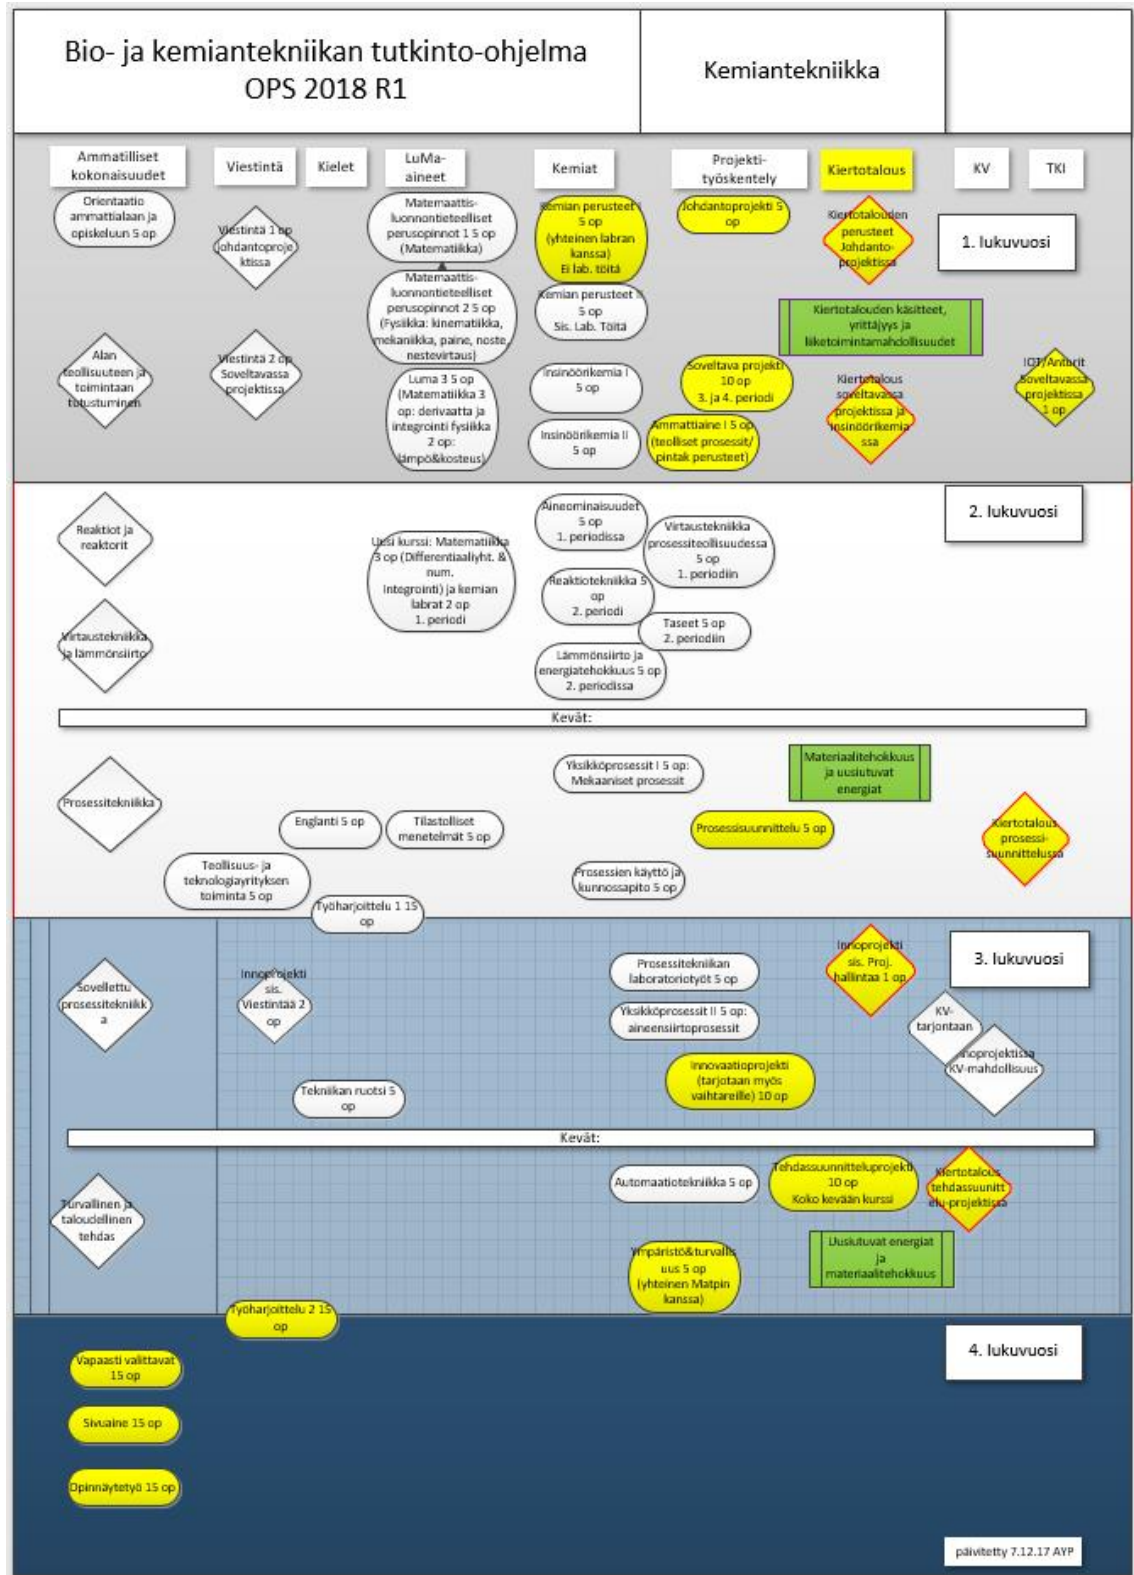 Bio- ja kemiantekniikan tutkinto-ohjelma
OPS 2018 R1
Kemiantekniikka
Ammatilliset
kokonaisuudet
Viestintä
Kielet
LuMa-
aineet
Kemiat
Projekti-
työskentely
Kiertotalous
KV
TKI
1. lukuvuosi
Orientaatio
ammattialaan ja
opiskeluun 5 op
Viestintä 1 op
johdantoproje
ktissa
Matemaattis-
luonnontieteelliset
perusopinnot 1 5 op
(Matematiikka)
Kemian perusteet I
5 op
(yhteinen labran
kanssa)
Ei lab. töitä
Johdantoprojekti 5
op
Kiertotalouden
perusteet
Johdanto-
projektissa
Matemaattis-
luonnontieteelliset
perusopinnot 2 5 op
(Fysiikka: kinematiikka,
mekaniikka, paine, noste,
nestevirtaus)
Kemian perusteet II
5 op
Sis. Lab. Töitä
Kiertotalouden käsitteet,
yrittäjyys ja
liiketoimintamahdollisuudet
Alan
teollisuuteen ja
toimintaan
tutustuminen
Viestintä 2 op
Soveltavassa
projektissa
Luma 3 5 op
(Matematiikka 3
op: derivaatta ja
integrointi fysiikka
2 op:
lämpö&kosteus)
Insinöörikemia I
5 op
Insinöörikemia II
5 op
Soveltava projekti
10 op
3. ja 4. periodi
Ammattiaine I 5 op
(teolliset prosessit/
pintak perusteet)
Kiertotalous
soveltavassa
projektissa ja
insinöörikemia
ssa
IOT/Anturit
Soveltavassa
projektissa
1 op
2. lukuvuosi
Reaktiot ja
reaktorit
Uusi kurssi: Matematiikka
3 op (Differentiaaliyht. &
num.
Integrointi) ja kemian
labrat 2 op
1. periodi
Aineominaisuudet
5 op
1. periodissa
Virtaustekniikka
prosessiteollisuudessa
5 op
1. periodiin
Reaktiotekniikka 5
op
2. periodi
Virtaustekniikka
ja lämmönsiirto
Taseet 5 op
2. periodiin
Lämmönsiirto ja
energiatehokkuus 5 op
2. periodissa
Kevät:
Prosessitekniikka
Yksikköprosessit I 5 op:
Mekaaniset prosessit
Materiaalitehokkuus
ja uusiutuvat
energiat
Englanti 5 op
Tilastolliset
menetelmät 5 op
Prosessisuunnittelu 5 op
Kiertotalous
prosessi-
suunnittelussa
Teollisuus- ja
teknologiayrityksen
toiminta 5 op
Prosessien käyttö ja
kunnossapito 5 op
Työharjoittelu 1 15
op
3. lukuvuosi
Sovellettu
prosessitekniikk
a
Innoprojekti
sis.
Viestintää 2
op
Prosessitekniikan
laboratoriotyöt 5 op
Innoprojekti
sis. Proj.
hallintaa 1 op
Yksikköprosessit II 5 op:
aineensiirtoprosessit
KV-
tarjontaan
noprojektissa
KV-mahdollisuus
Innovaatioprojekti
(tarjotaan myös
vaihtareille) 10 op
Tekniikan ruotsi 5
op
Kevät:
Turvallinen ja
taloudellinen
tehdas
Automaatiotekniikka 5 op
Tehdassuunnitteluprojekti
10 op
Koko kevään kurssi
Kiertotalous
tehdassuunitt
elu-projektissa
Ympäristö&turvallis
uus 5 op
(yhteinen Matpin
kanssa)
Uusiutuvat energiat
ja
materiaalitehokkuus
Työharjoittelu 2 15
op
4. lukuvuosi
Vapaasti valittavat
15 op
Sivuaine 15 op
Opinnäytetyö 15 op
päivitetty 7.12.17 AYP